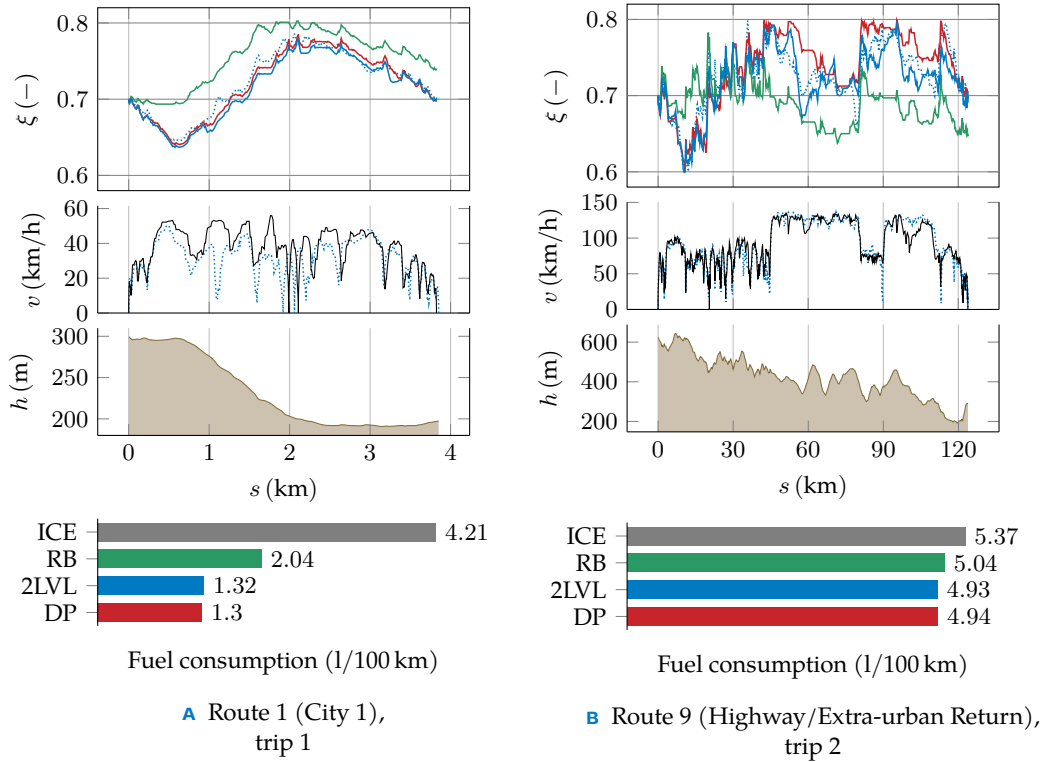 0.8
0.7
0.6
ξ (−)
60
40
20
0
v (km/h)
300
250
200
h (m)
0 1 2 3 4
s (km)
ICE 4.21
RB 2.04
2LVL 1.32
DP 1.3
Fuel consumption (l/100 km)
A Route 1 (City 1),
trip 1
0.8
0.7
0.6
ξ (−)
150
100
50
0
v (km/h)
600
400
200
h (m)
0 30 60 90 120
s (km)
ICE 5.37
RB 5.04
2LVL 4.93
DP 4.94
Fuel consumption (l/100 km)
B Route 9 (Highway/Extra-urban Return),
trip 2